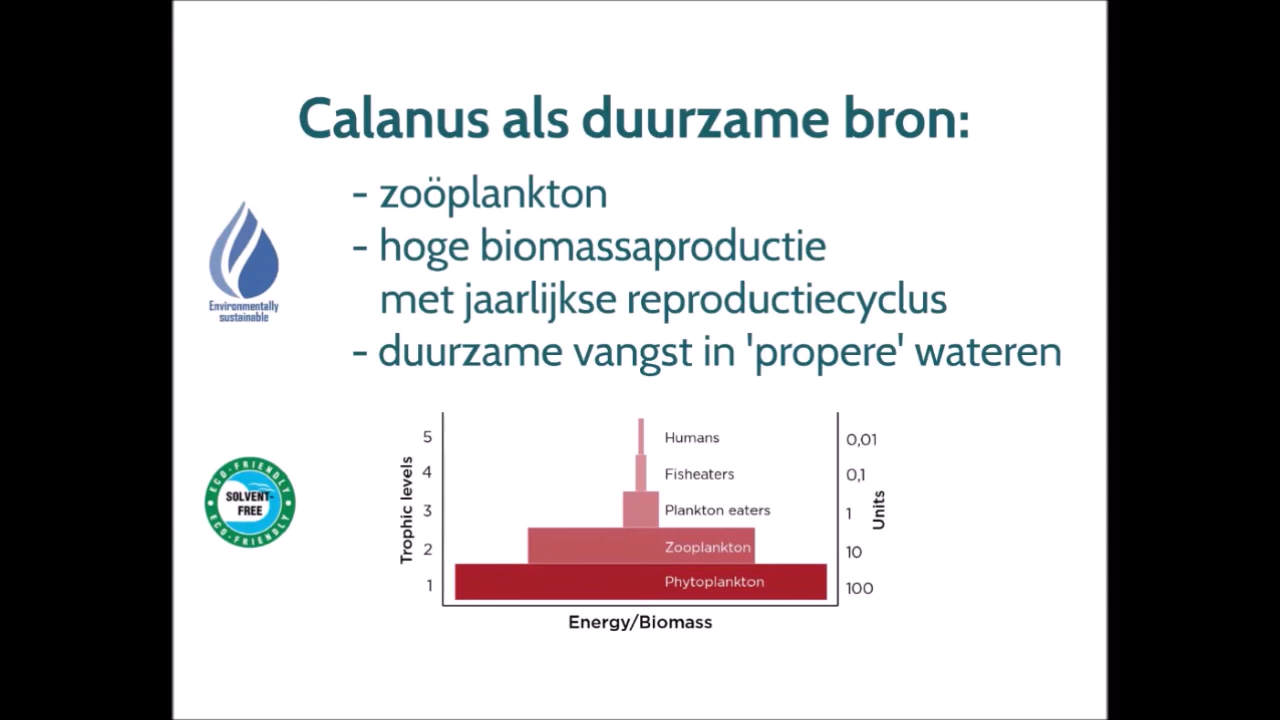 Calanus als duurzame bron:
- zoöplankton
- hoge biomassaproductie
met jaarlijkse reproductiecyclus
- duurzame vangst in 'propere' wateren
Environmentally
sustainable
ECO-FRIENDLY
SOLVENT-
FREE
ECO-FRIENDLY
Trophic levels
5 Humans 0,01
4 Fisheaters 0,1
3 Plankton eaters 1
2 Zooplankton 10
1 Phytoplankton 100
Units
Energy/Biomass